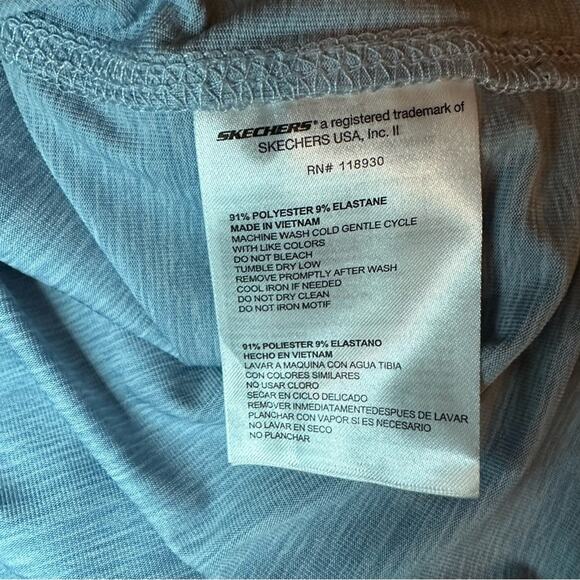 SKECHERS® a registered trademark of
SKECHERS USA, Inc. II
RN# 118930
91% POLYESTER 9% ELASTANE
MADE IN VIETNAM
MACHINE WASH COLD GENTLE CYCLE
WITH LIKE COLORS
DO NOT BLEACH
TUMBLE DRY LOW
REMOVE PROMPTLY AFTER WASH
COOL IRON IF NEEDED
DO NOT DRY CLEAN
DO NOT IRON MOTIF
91% POLIESTER 9% ELASTANO
HECHO EN VIETNAM
LAVAR A MAQUINA CON AGUA TIBIA
CON COLORES SIMILARES
NO USAR CLORO
SECAR EN CICLO DELICADO
REMOVER INMEDIATAMENTEDESPUES DE LAVAR
PLANCHAR CON VAPOR SI ES NECESARIO
NO LAVAR EN SECO
NO PLANCHAR